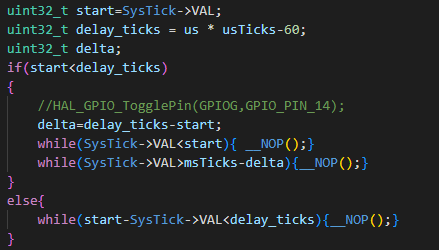 uint32_t start=SysTick->VAL;
uint32_t delay_ticks = us * usTicks-60;
uint32_t delta;
if(start<delay_ticks)
{
    //HAL_GPIO_TogglePin(GPIOG,GPIO_PIN_14);
    delta=delay_ticks-start;
    while(SysTick->VAL<start){ __NOP();}
    while(SysTick->VAL>msTicks-delta){__NOP();}
}
else{
    while(start-SysTick->VAL<delay_ticks){__NOP();}
}